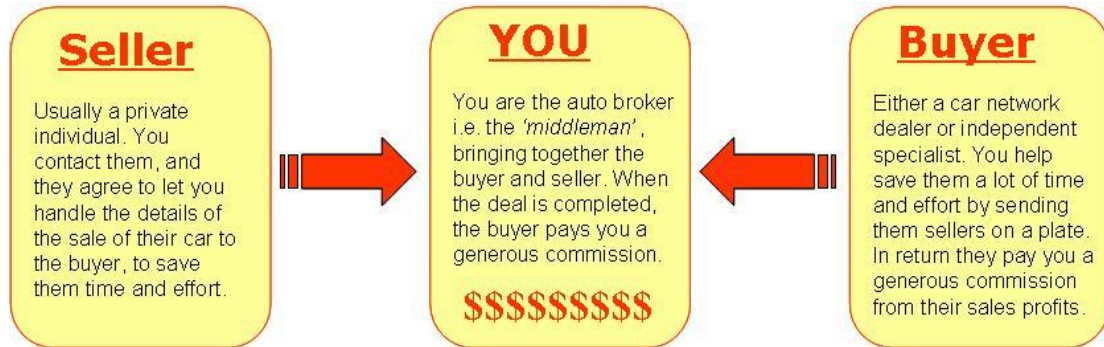 Seller
Usually a private
individual. You
contact them, and
they agree to let you
handle the details of
the sale of their car to
the buyer, to save
them time and effort.
YOU
You are the auto broker
i.e. the 'middleman' ,
bringing together the
buyer and seller. When
the deal is completed,
the buyer pays you a
generous commission.
$$$$$$$$$
Buyer
Either a car network
dealer or independent
specialist. You help
save them a lot of time
and effort by sending
them sellers on a plate.
In return they pay you a
generous commission
from their sales profits.